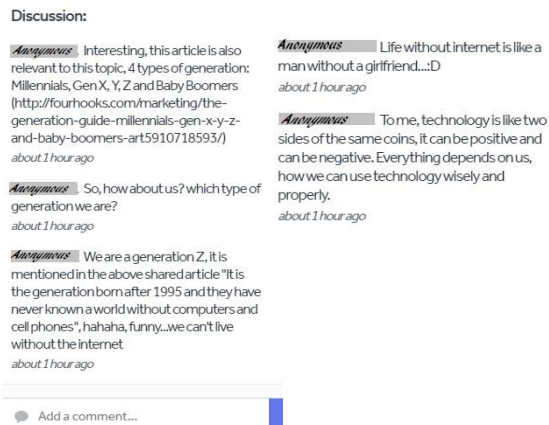 Discussion:
Anonymous . Interesting, this article is also
relevant to this topic, 4 types of generation:
Millennials, Gen X, Y, Z and Baby Boomers
(http://fourhooks.com/marketing/the-
generation-guide-millennials-gen-x-y-z-
and-baby-boomers-art5910718593/)
about 1 hour ago
Anonymous . So, how about us? which type of
generation we are?
about 1 hour ago
Anonymous We are a generation Z, it is
mentioned in the above shared article "It is
the generation born after 1995 and they have
never known a world without computers and
cell phones", hahaha, funny...we can't live
without the internet
about 1 hour ago
Add a comment...
Anonymous Life without internet is like a
man without a girlfriend...:D
about 1 hour ago
Anonymous To me, technology is like two
sides of the same coins, it can be positive and
can be negative. Everything depends on us,
how we can use technology wisely and
properly.
about 1 hour ago